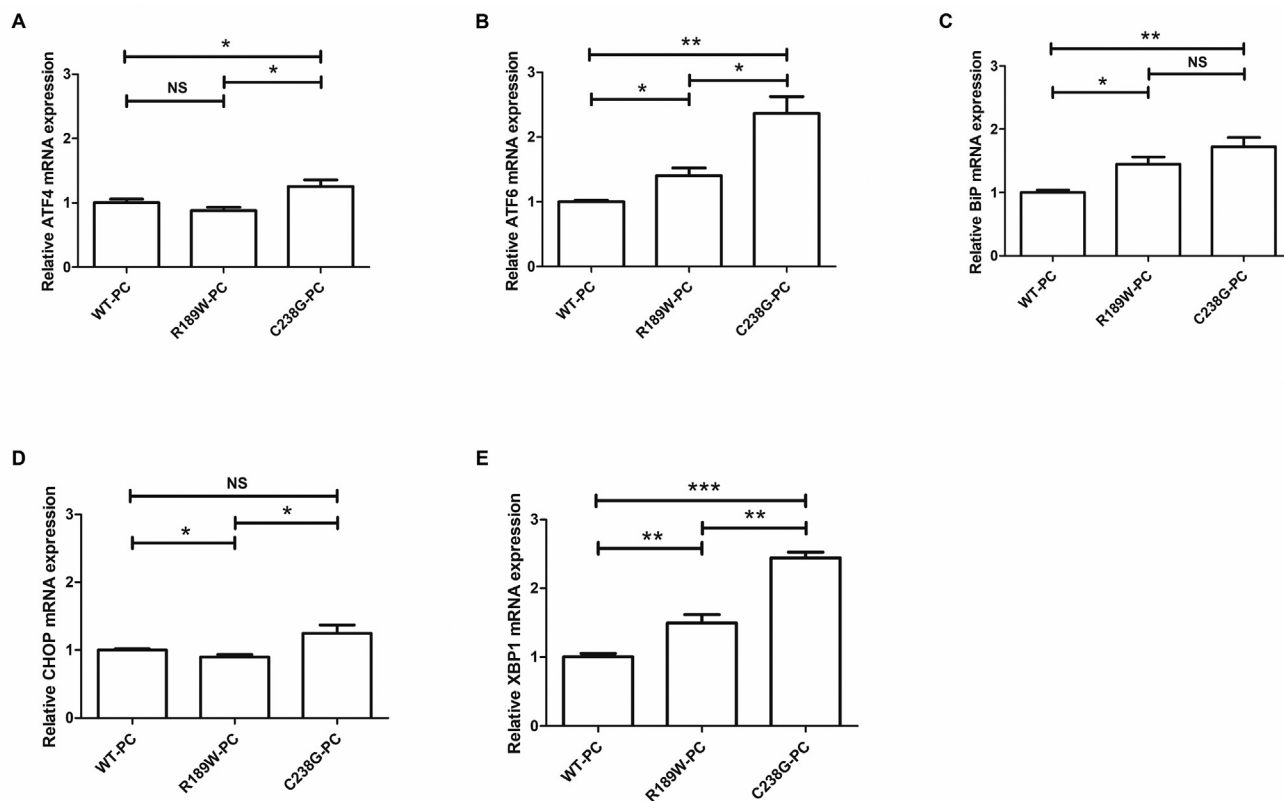 A
*
*
NS
3
2
1
0
Relative ATF4 mRNA expression
WT-PC
R189W-PC
C238G-PC
B
**
*
*
3
2
1
0
Relative ATF6 mRNA expression
WT-PC
R189W-PC
C238G-PC
C
**
NS
*
3
2
1
0
Relative BiP mRNA expression
WT-PC
R189W-PC
C238G-PC
D
NS
*
*
3
2
1
0
Relative CHOP mRNA expression
WT-PC
R189W-PC
C238G-PC
E
***
**
**
3
2
1
0
Relative XBP1 mRNA expression
WT-PC
R189W-PC
C238G-PC